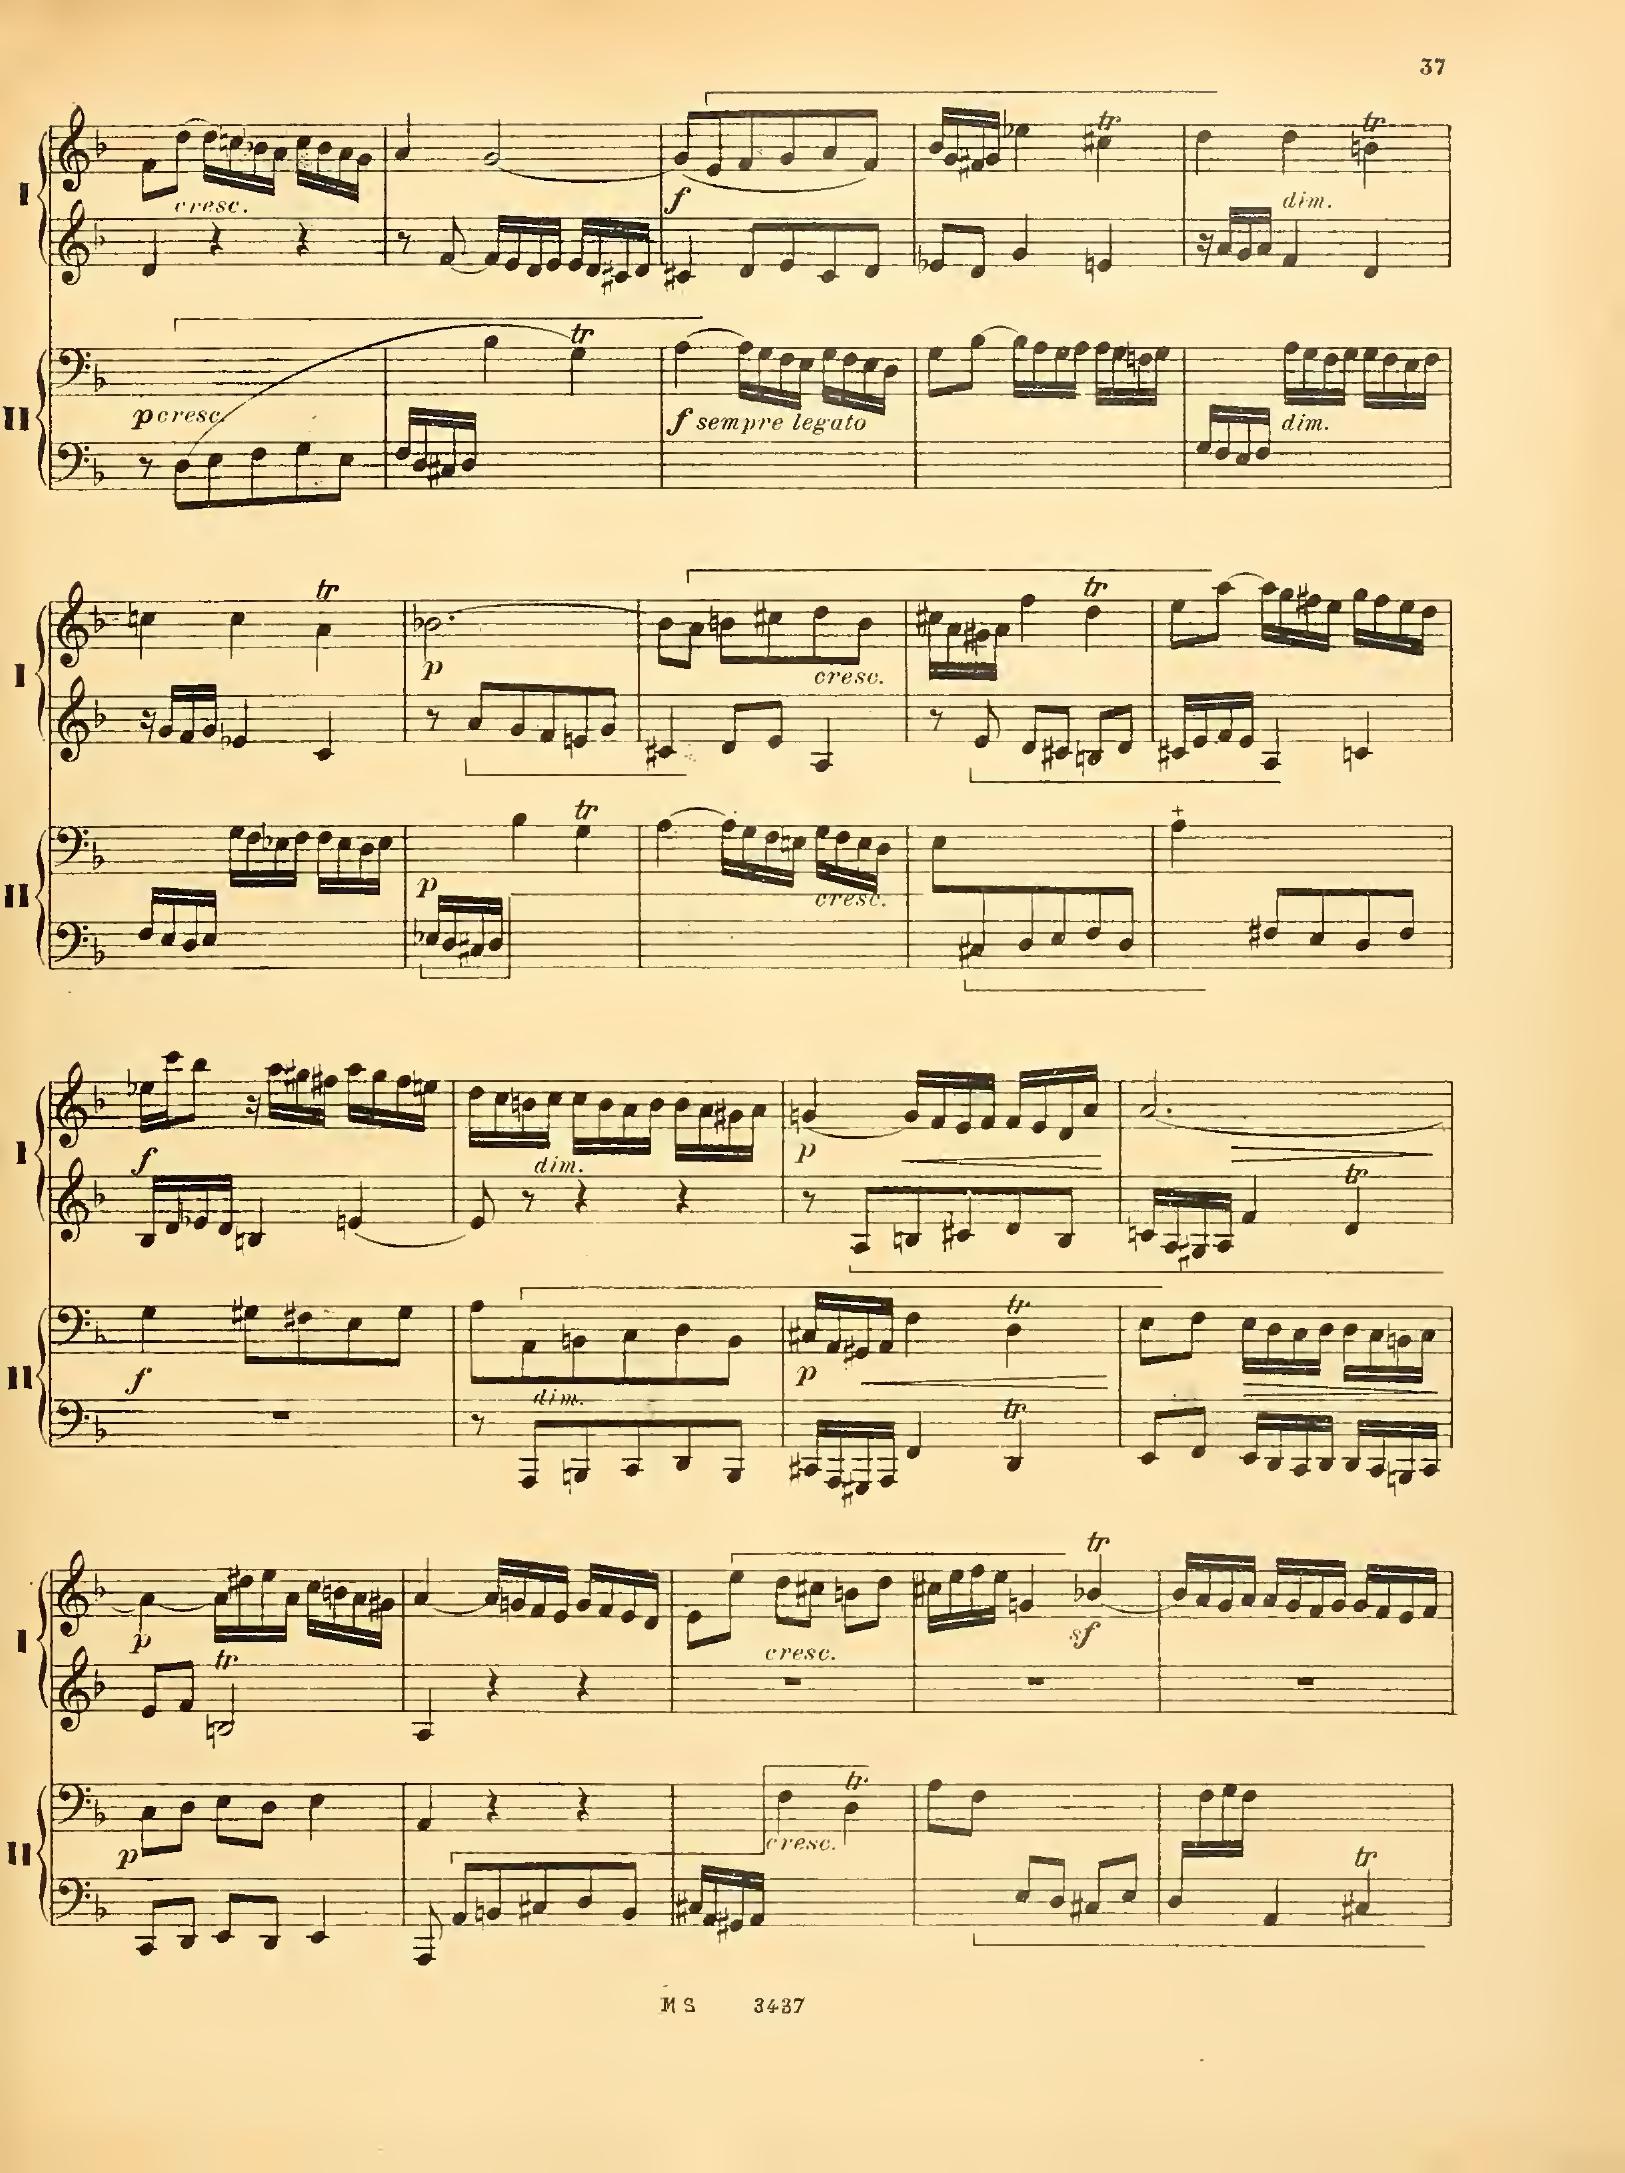 37
I
tr
tr
cresc.
f
dim.
II
tr
p cresc.
f sempre legato
dim.
I
tr
tr
p
cresc.
II
tr
+
p
cresc.
I
f
dim.
p
tr
II
tr
f
dim.
p
tr
I
tr
p
cresc.
sf
tr
II
tr
p
cresc.
tr
MS 3437